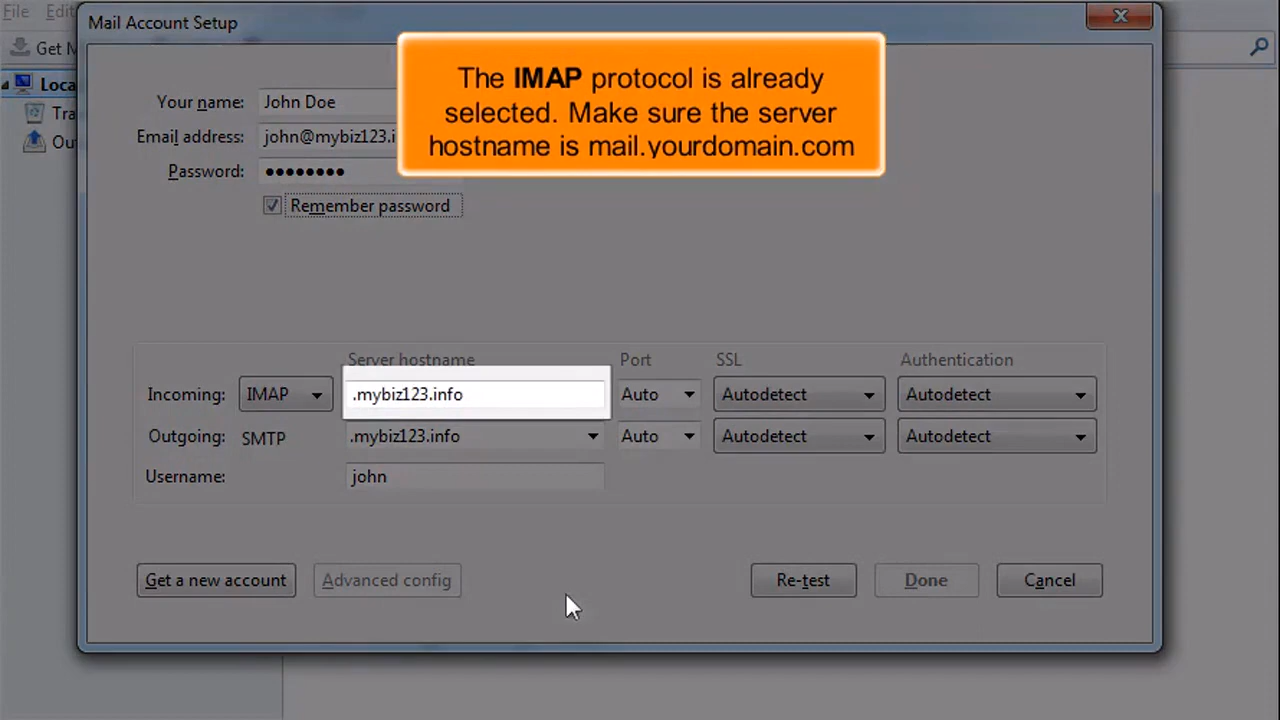 File Edit
Mail Account Setup
Get M
Loca
Tra
Ou
The IMAP protocol is already
selected. Make sure the server
hostname is mail.yourdomain.com
Your name: John Doe
Email address: john@mybiz123.i
Password: ••••••••
Remember password
Server hostname Port SSL Authentication
Incoming: IMAP .mybiz123.info Auto Autodetect Autodetect
Outgoing: SMTP .mybiz123.info Auto Autodetect Autodetect
Username: john
Get a new account Advanced config Re-test Done Cancel